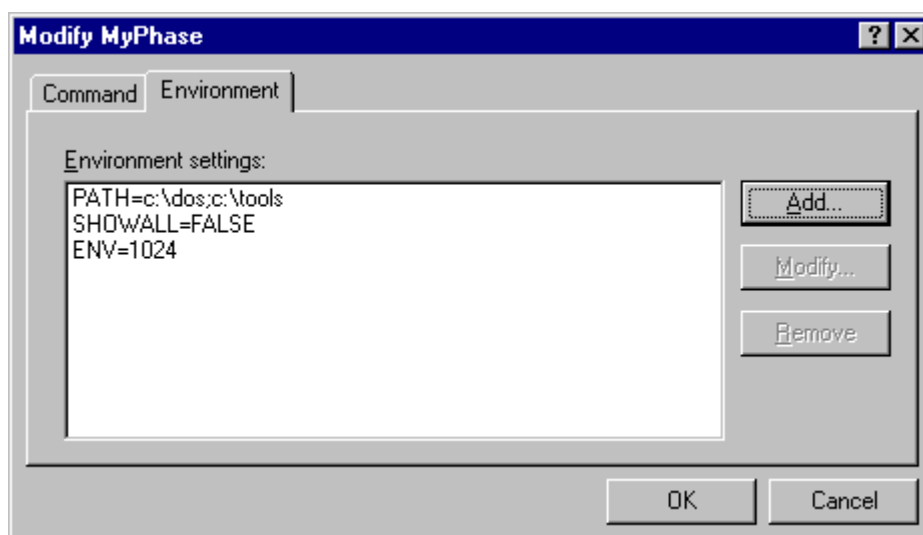 Modify MyPhase
Command Environment
Environment settings:
PATH=c:\dos;c:\tools
SHOWALL=FALSE
ENV=1024
Add...
Modify...
Remove
OK Cancel